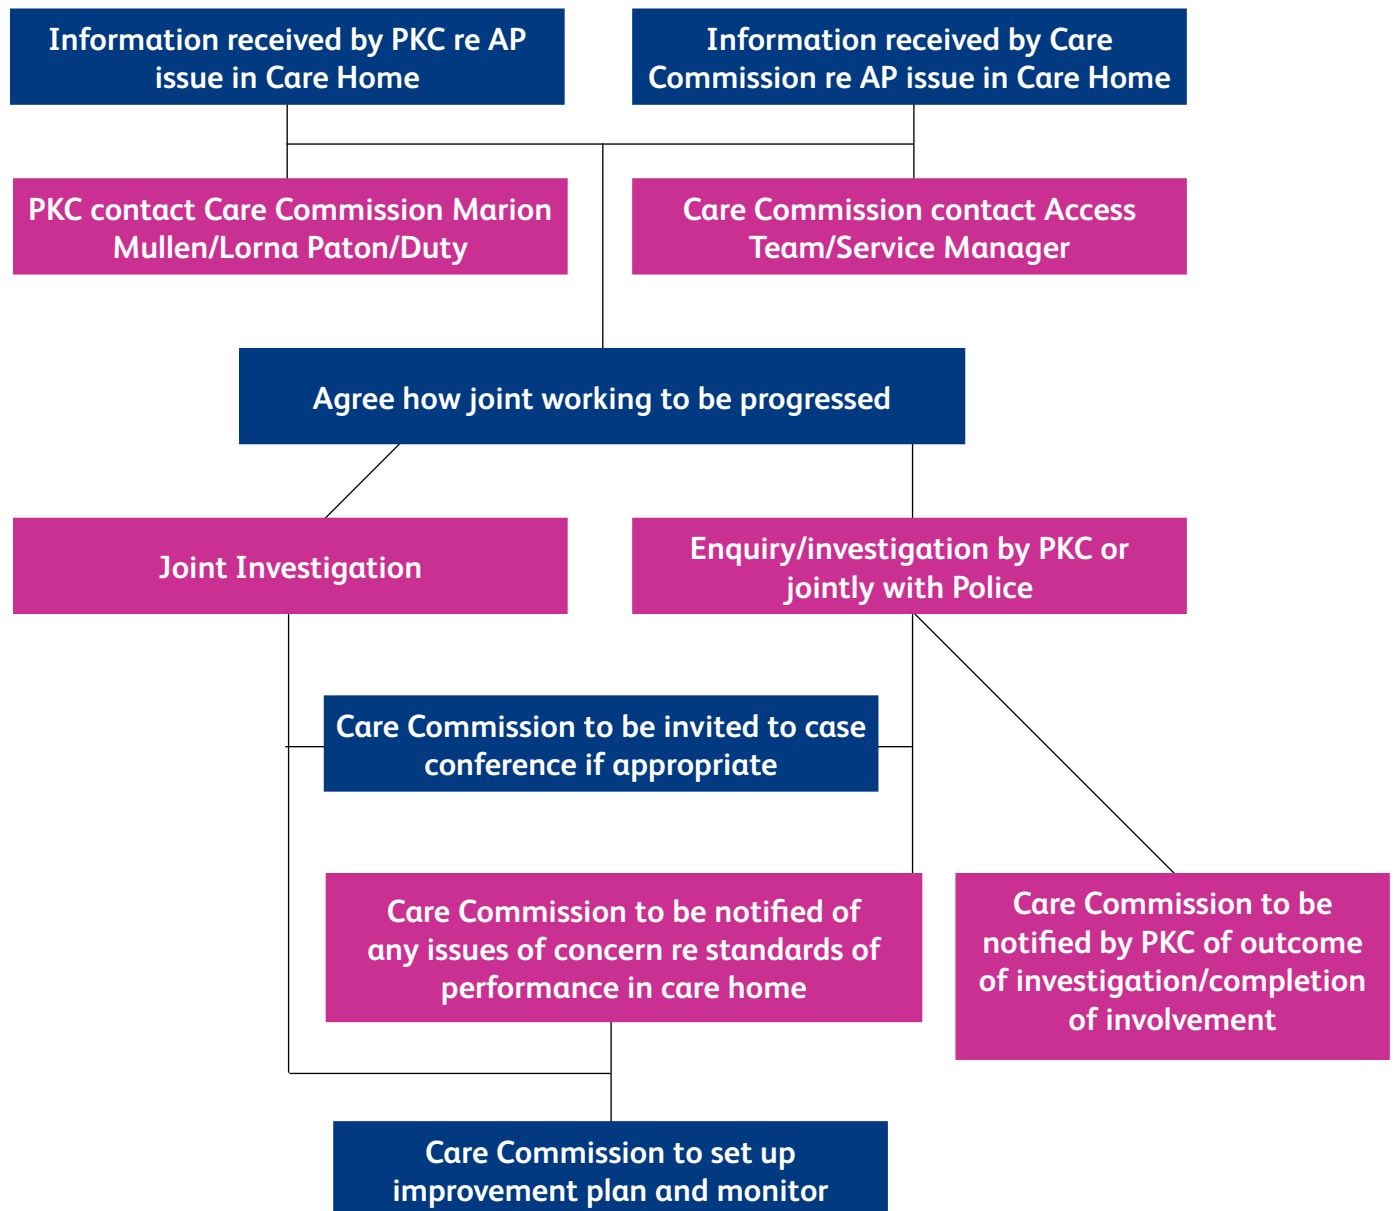 Information received by PKC re AP
issue in Care Home
Information received by Care
Commission re AP issue in Care Home
PKC contact Care Commission Marion
Mullen/Lorna Paton/Duty
Care Commission contact Access
Team/Service Manager
Agree how joint working to be progressed
Joint Investigation
Enquiry/investigation by PKC or
jointly with Police
Care Commission to be invited to case
conference if appropriate
Care Commission to be notified of
any issues of concern re standards of
performance in care home
Care Commission to be
notified by PKC of outcome
of investigation/completion
of involvement
Care Commission to set up
improvement plan and monitor